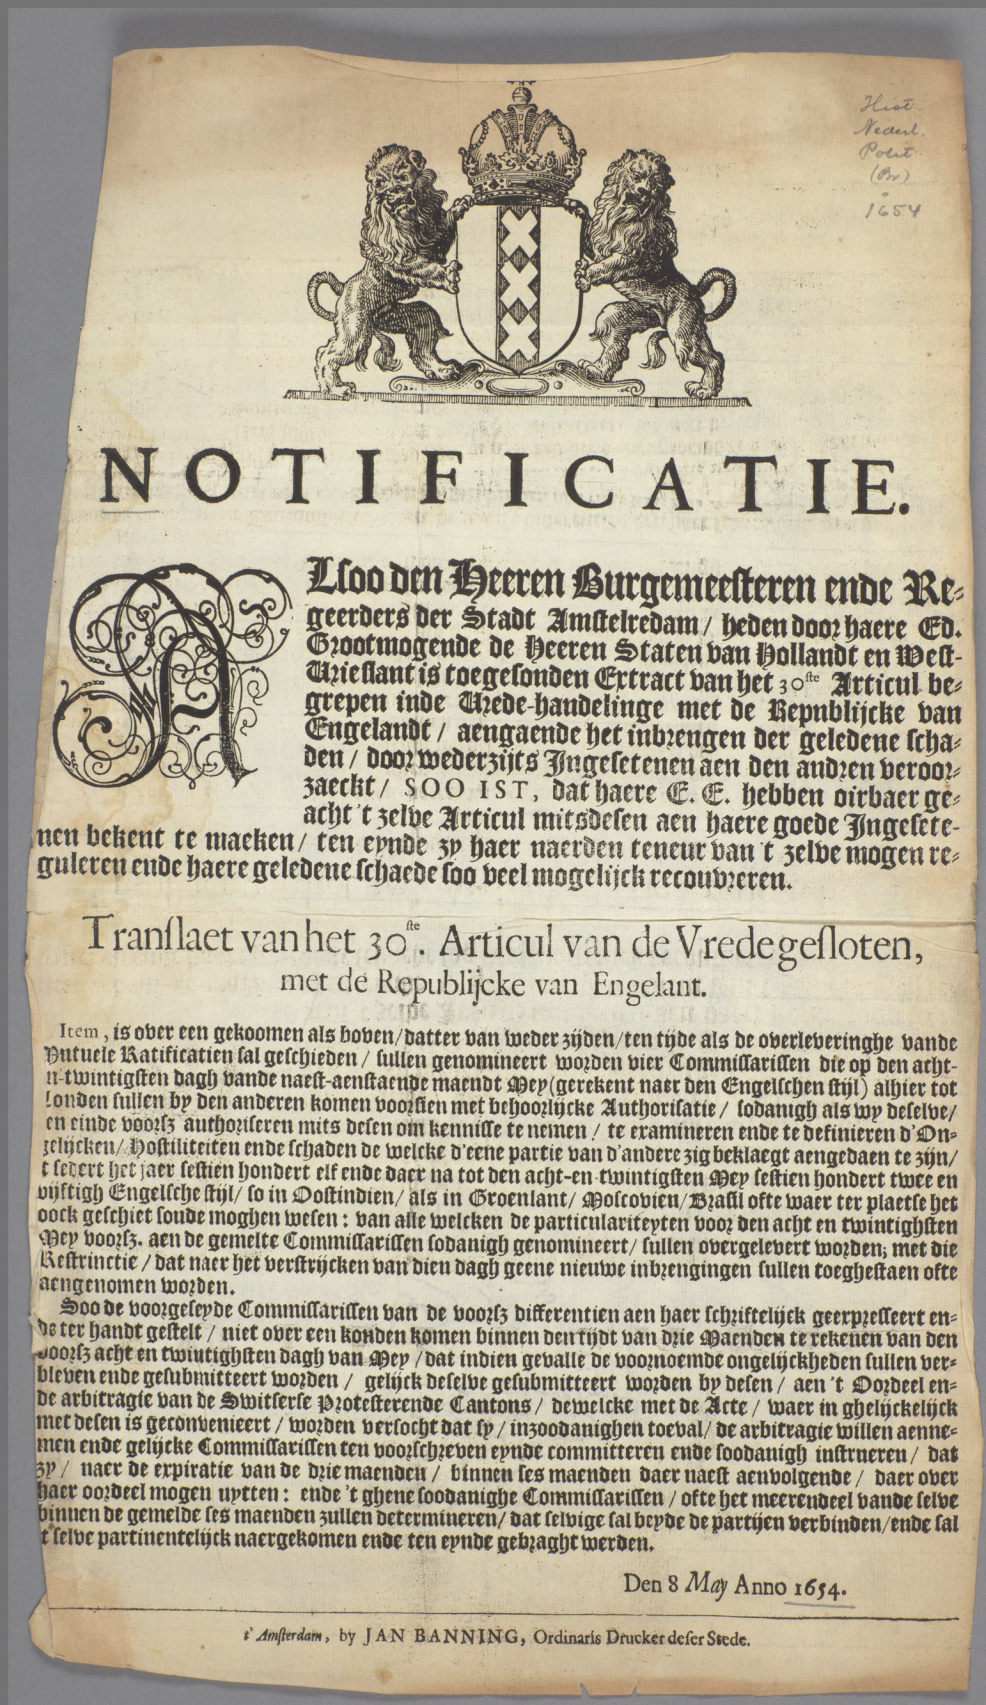 Hist
Nederl.
Polit
(Br)
1654
NOTIFICATIE.
ALsoo den Heeren Burgemeesteren ende Re-
geerders der Stadt Amstelredam / heden door haere Ed.
Grootmogende de Heeren Staten van Hollandt en West-
Vrieslant is toegesonden Extract van het 30ste Articul be-
grepen inde Vrede-handelinge met de Repnblijcke van
Engelandt / aengaende het inbrengen der geledene scha-
den / door wederzijts Ingesetenen aen den andren veroor-
zaeckt / SOO IST, dat haere E. E. hebben oirbaer ge-
acht 't zelve Articul mitsdesen aen haere goede Ingesete-
nen bekent te maeken / ten eynde zy haer naerden teneur van 't zelve mogen re-
guleren ende haere geledene schaede soo veel mogelijck recouvreren.
Translaet van het 30ste. Articul van de Vrede gesloten,
met de Republijcke van Engelant.
Item, is over een gekoomen als boven / datter van weder zijden / ten tijde als de overleveringhe vande
Mutuele Ratificatien sal geschieden / sullen genomineert worden vier Commissarissen die op den acht-
n-twintigsten dagh vande naest-aenstaende maendt Mey (gerekent naer den Engelschen stijl) alhier tot
Londen sullen by den anderen komen voorsien met behoorlijcke Authorisatie / sodanigh als wy deselve /
en einde voorsz authoriseren mits desen om kennisse te nemen / te examineren ende te definieren d'On-
gelijcken / Hostiliteiten ende schaden de welcke d'eene partie van d'andere zig beklaegt aengedaen te zijn /
t sedert het jaer sestien hondert elf ende daer na tot den acht-en-twintigsten Mey sestien hondert twee en
vijftigh Engelsche stijl / so in Oostindien / als in Groenlant / Moscovien / Brasil ofte waer ter plaetse het
oock geschiet soude moghen wesen : van alle welcken de particulariteyten voor den acht en twintighsten
Mey voorsz. aen de gemelte Commissarissen sodanigh genomineert / sullen overgelevert worden; met die
Restrinctie / dat naer het verstrijcken van dien dagh geene nieuwe inbrengingen sullen toeghestaen ofte
aengenomen worden.
Soo de voorgeseyde Commissarissen van de voorsz differentien aen haer schriftelijck geerpresseert en-
de ter handt gestelt / niet over een konden komen binnen den tijdt van drie Maenden te rekenen van den
voorsz acht en twintighsten dagh van Mey / dat indien gevalle de voornoemde ongelijckheden sullen ver-
bleven ende gesubmitteert worden / gelijck deselve gesubmitteert worden by desen / aen 't Oordeel en-
de arbitragie van de Switserse Protesterende Cantons / dewelcke met de Acte / waer in ghelijckelijck
met desen is geconvenieert / worden versocht dat sy / inzoodanighen toeval / de arbitragie willen aenne-
men ende gelijcke Commissarissen ten voorschreven eynde committeren ende soodanigh instrueren / dat
zy / naer de expiratie van de drie maenden / binnen ses maenden daer naest aenvolgende / daer over
haer oordeel mogen uytten : ende 't ghene soodanighe Commissarissen / ofte het meerendeel vande selve
binnen de gemelde ses maenden zullen determineren / dat selvige sal beyde de partijen verbinden / ende sal
t selve partinentelijck naergekomen ende ten eynde gebraght werden.
Den 8 May Anno 1654.
t' Amsterdam, by JAN BANNING, Ordinaris Drucker deser Stede.